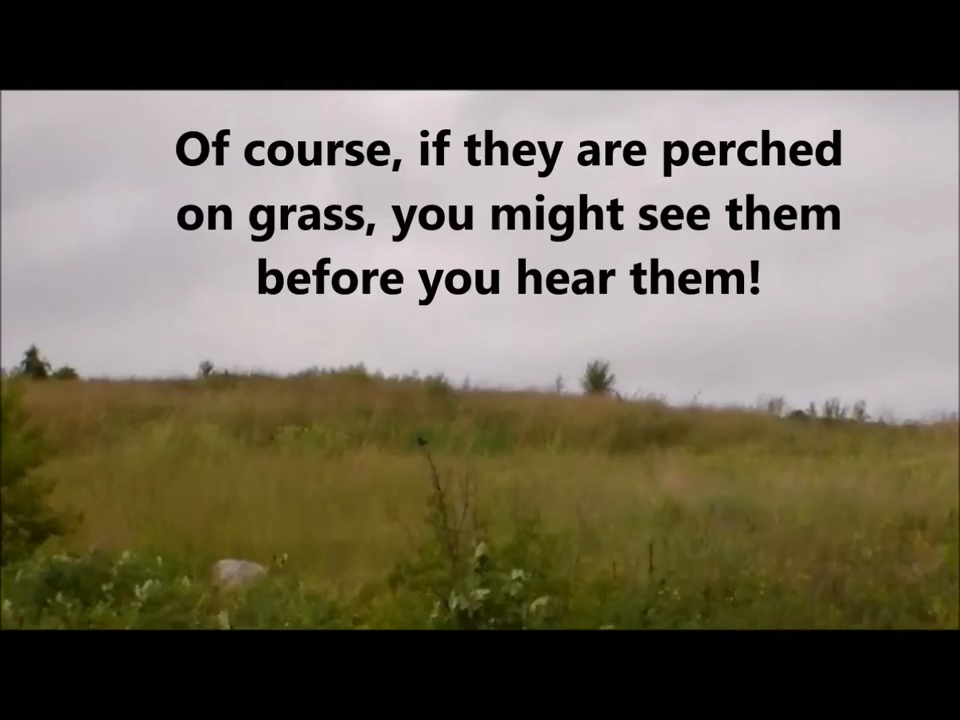 Of course, if they are perched
on grass, you might see them
before you hear them!